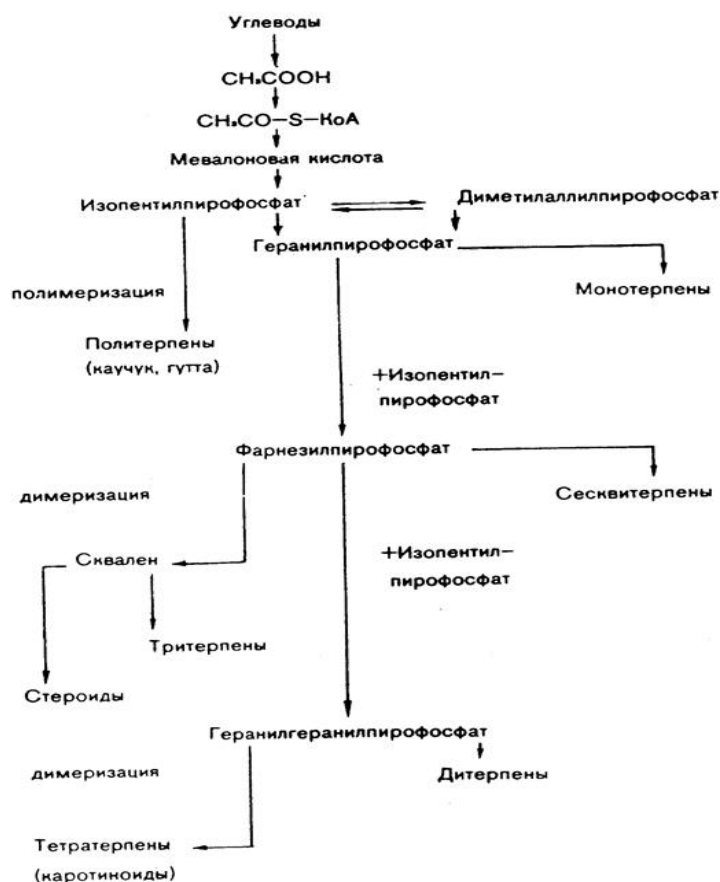 Углеводы
CH₃COOH
CH₃CO–S–КоА
Мевалоновая кислота
Изопентилпирофосфат
Диметилаллилпирофосфат
Геранилпирофосфат
полимеризация
Монотерпены
Политерпены
(каучук, гутта)
+Изопентил–
пирофосфат
Фарнезилпирофосфат
димеризация
Сесквитерпены
+Изопентил–
пирофосфат
Сквален
Тритерпены
Стероиды
Геранилгеранилпирофосфат
димеризация
Дитерпены
Тетратерпены
(каротиноиды)